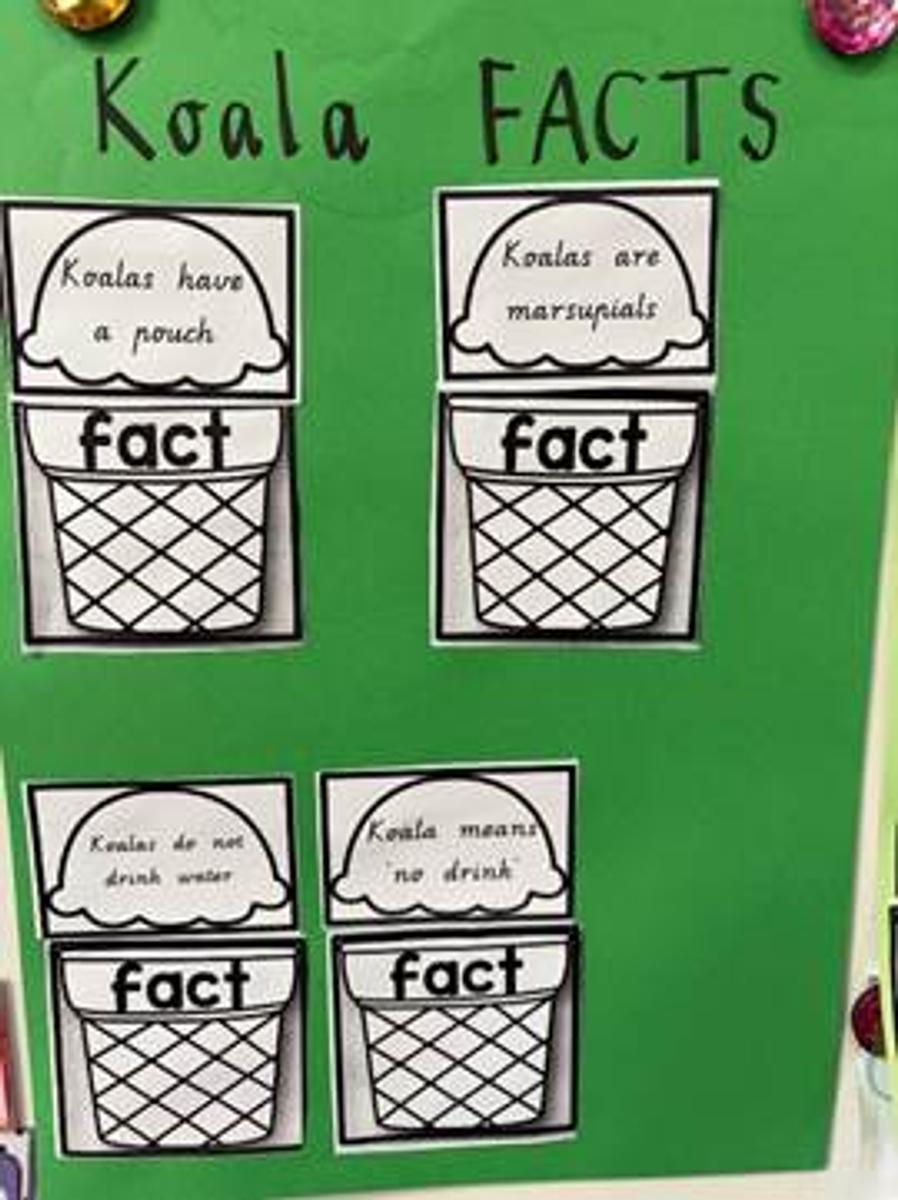 Koala FACTS
Koalas have
a pouch
fact
Koalas are
marsupials
fact
Koalas do not
drink water
fact
Koala means
'no drink'
fact